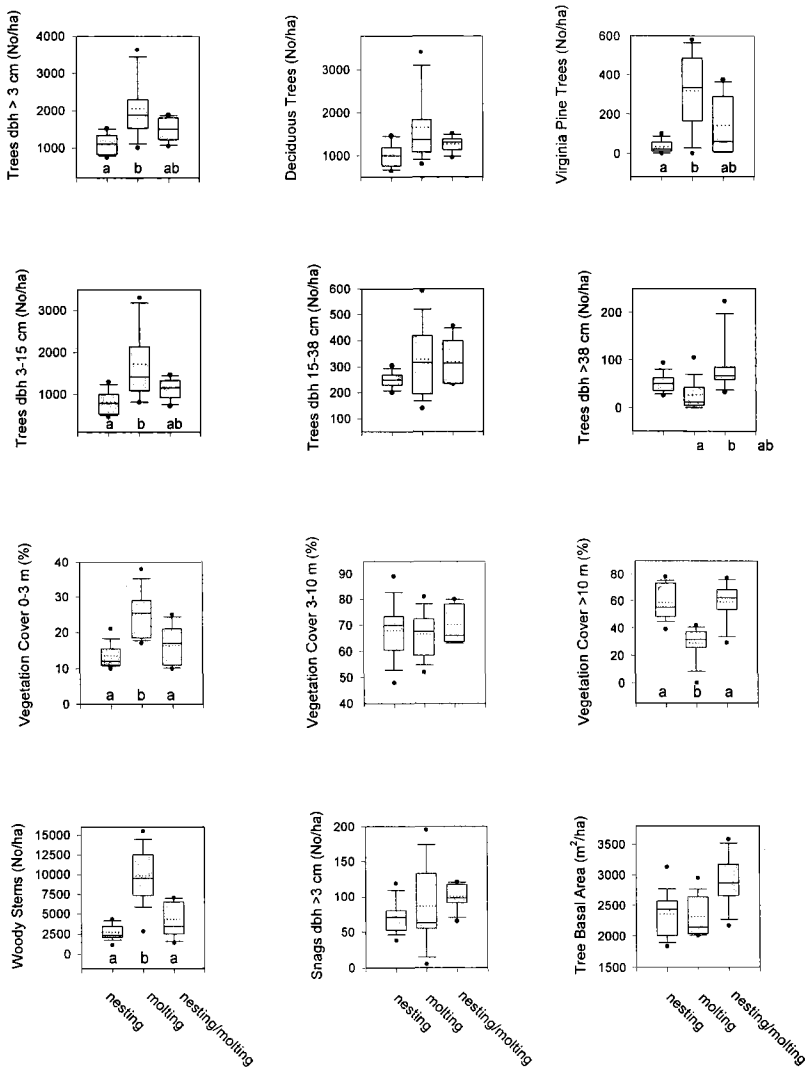 Trees dbh > 3 cm (No/ha)
4000
3000
2000
1000
a b ab
Deciduous Trees (No/ha)
3000
2000
1000
Virginia Pine Trees (No/ha)
600
400
200
0
a b ab
Trees dbh 3-15 cm (No/ha)
3000
2000
1000
a b ab
Trees dbh 15-38 cm (No/ha)
600
500
400
300
200
100
Trees dbh >38 cm (No/ha)
200
100
0
a b ab
Vegetation Cover 0-3 m (%)
40
30
20
10
0
a b a
Vegetation Cover 3-10 m (%)
90
80
70
60
50
40
Vegetation Cover >10 m (%)
80
60
40
20
0
a b a
Woody Stems (No/ha)
15000
12500
10000
7500
5000
2500
0
a b a
nesting
molting
nesting/molting
Snags dbh >3 cm (No/ha)
200
150
100
50
0
nesting
molting
nesting/molting
Tree Basal Area (m²/ha)
3500
3000
2500
2000
1500
nesting
molting
nesting/molting